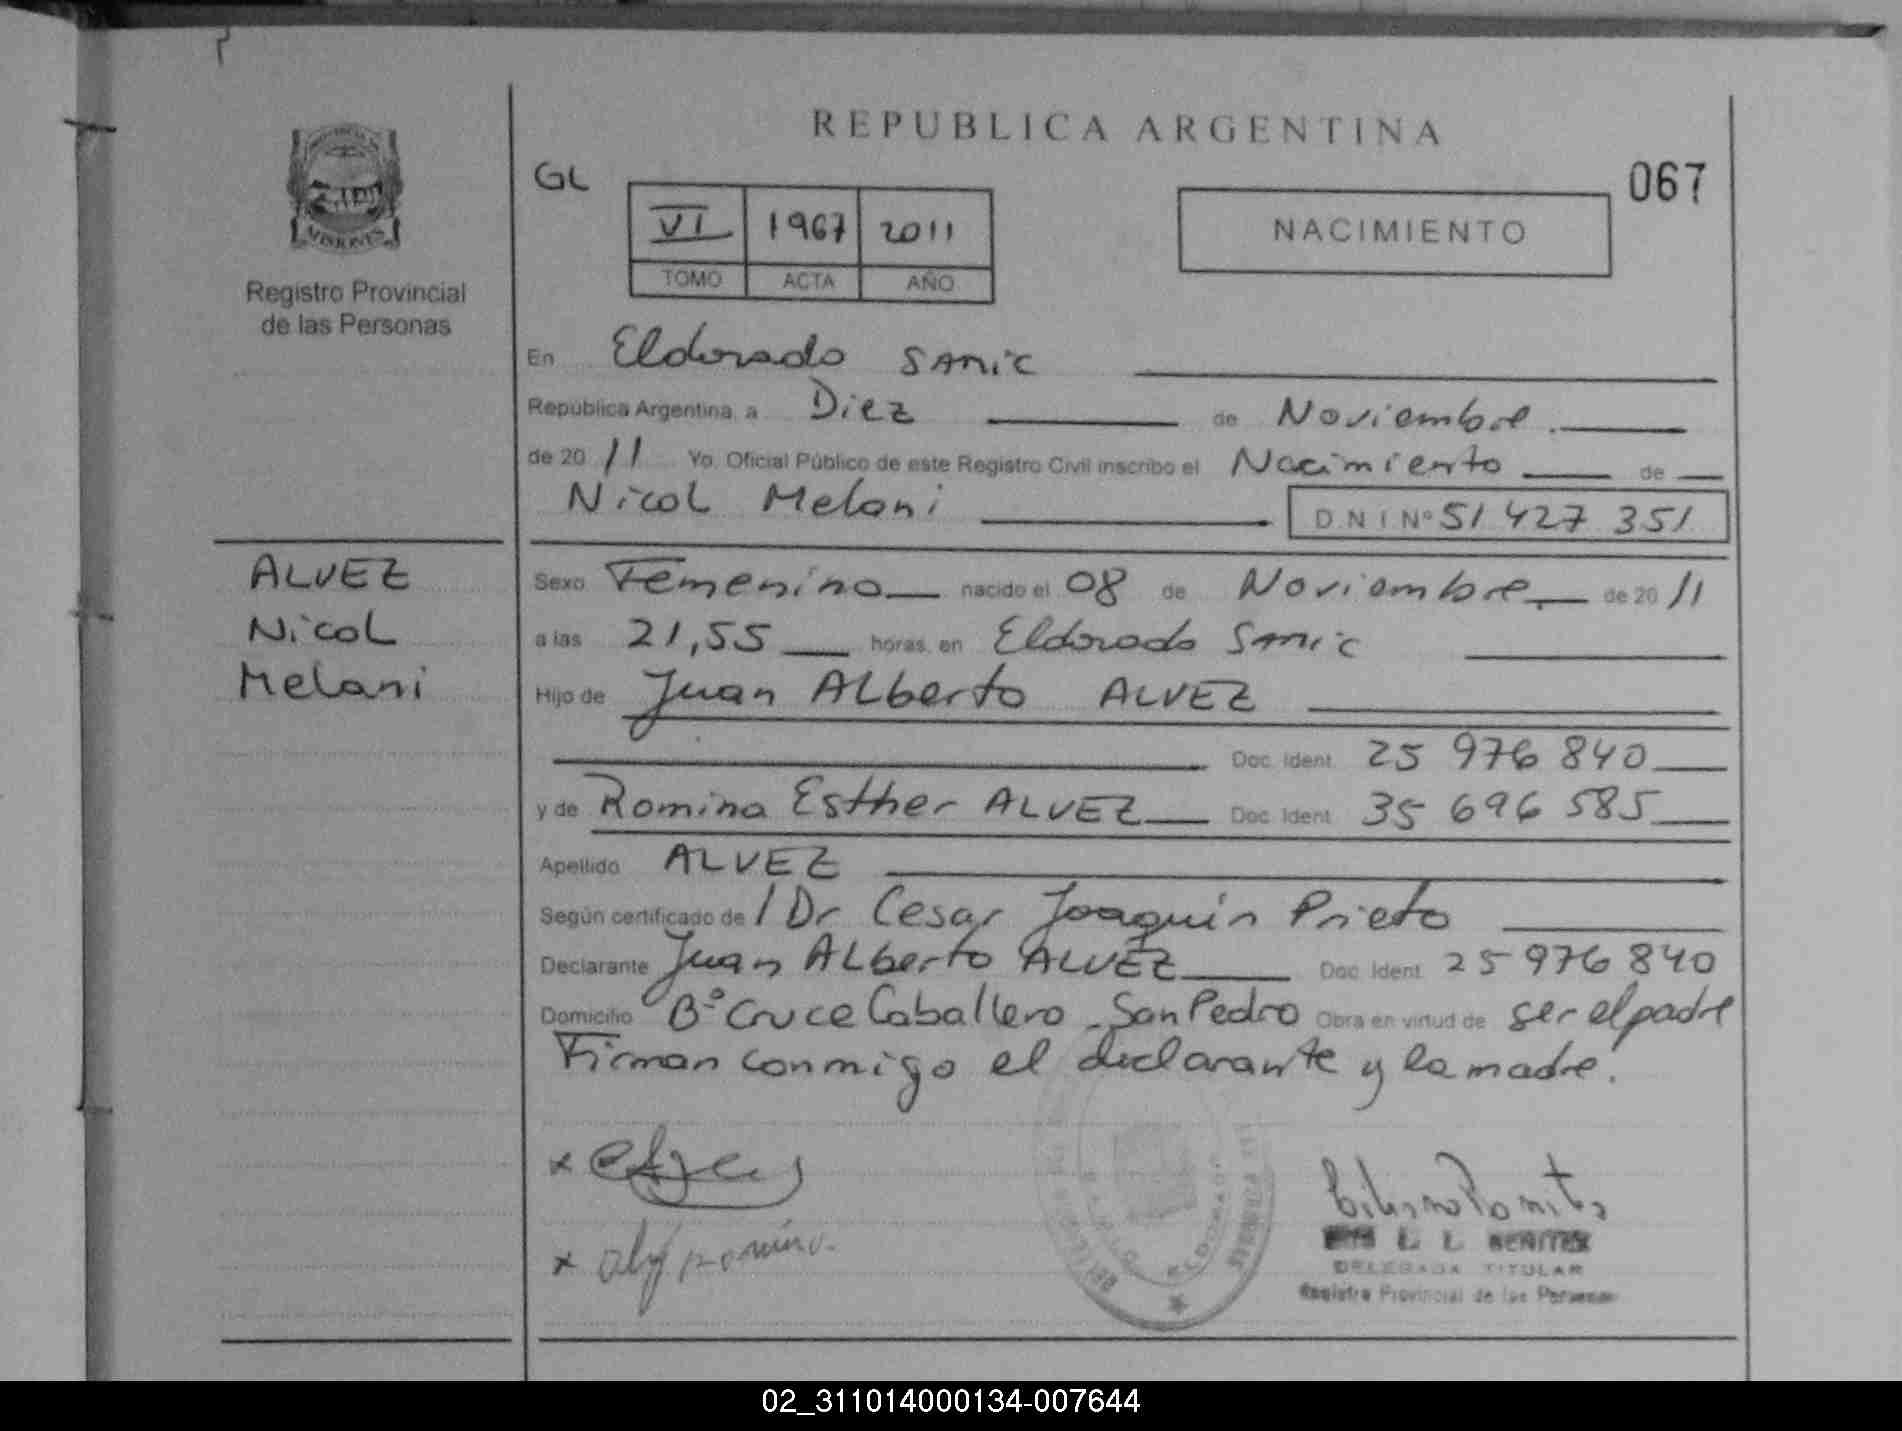 REPUBLICA ARGENTINA
GL
067
VI 1967 2011
TOMO ACTA AÑO
NACIMIENTO
MISIONES
Registro Provincial
de las Personas
En Eldorado SAMIC
República Argentina, a Diez de Noviembre
de 20 11 Yo, Oficial Público de este Registro Civil inscribo el Nacimiento de
Nicol Melani D N I Nº 51 427 351
ALVEZ
Nicol
Melani
Sexo Femenino nacido el 08 de Noviembre de 20 11
a las 21,55 horas, en Eldorado Samic
Hijo de Juan Alberto ALVEZ
Doc. Ident. 25 976 840
y de Romina Esther ALVEZ Doc. Ident. 35 696 585
Apellido ALVEZ
Según certificado de / Dr Cesar Joaquin Prieto
Declarante Juan Alberto ALVEZ Doc. Ident. 25 976 840
Domicilio Bº Cruce Caballero - San Pedro Obra en virtud de ser el padre
Firman conmigo el declarante y la madre.
x
x romina
L. L. BENITEZ
DELEGADA TITULAR
Registro Provincial de las Personas
ELDORADO
02_311014000134-007644